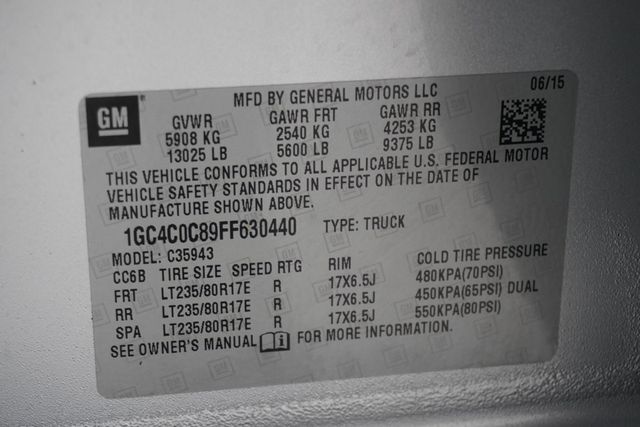 MFD BY GENERAL MOTORS LLC 06/15
GM GVWR GAWR FRT GAWR RR
5908 KG 2540 KG 4253 KG
13025 LB 5600 LB 9375 LB
THIS VEHICLE CONFORMS TO ALL APPLICABLE U.S. FEDERAL MOTOR
VEHICLE SAFETY STANDARDS IN EFFECT ON THE DATE OF
MANUFACTURE SHOWN ABOVE.
1GC4C0C89FF630440 TYPE: TRUCK
MODEL: C35943
CC6B TIRE SIZE SPEED RTG RIM COLD TIRE PRESSURE
FRT LT235/80R17E R 17X6.5J 480KPA(70PSI)
RR LT235/80R17E R 17X6.5J 450KPA(65PSI) DUAL
SPA LT235/80R17E R 17X6.5J 550KPA(80PSI)
SEE OWNER'S MANUAL i FOR MORE INFORMATION.